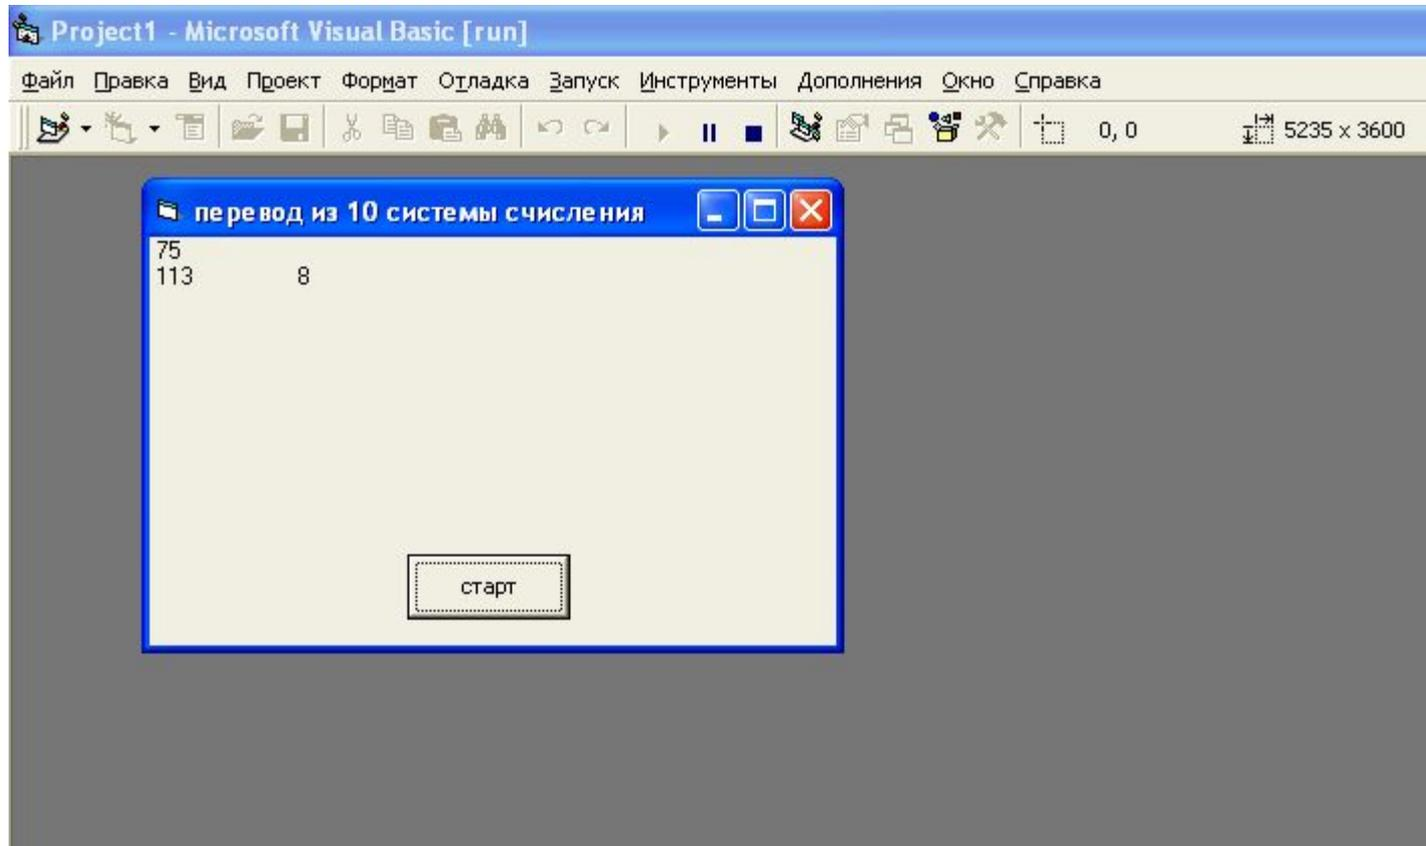 Project1 - Microsoft Visual Basic [run]
Файл Правка Вид Проект Формат Отладка Запуск Инструменты Дополнения Окно Справка
0, 0 5235 x 3600
перевод из 10 системы счисления
75
113 8
старт